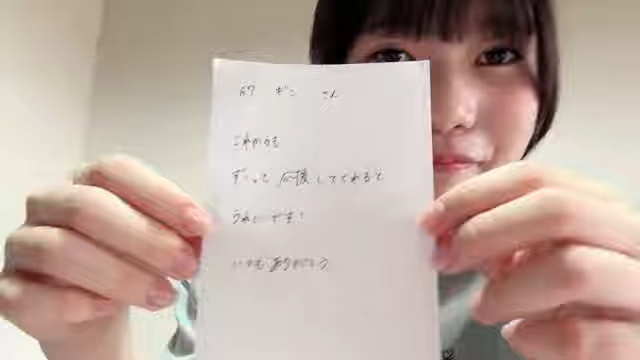 67 ギン さん
これからも
ずっと応援してくれると
うれしいです!
いつもありがとう